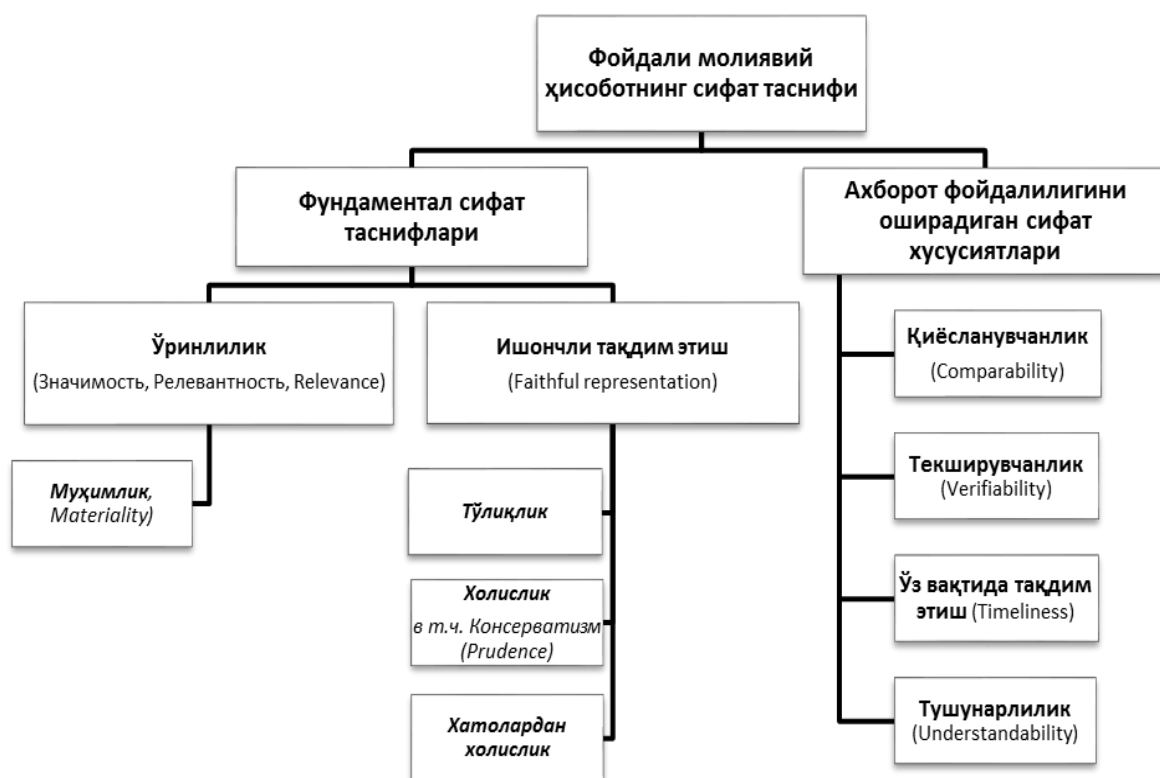 Фойдали молиявий
ҳисоботнинг сифат таснифи
Фундаментал сифат
таснифлари
Ахборот фойдалилигини
оширадиган сифат
хусусиятлари
Ўринлилик
(Значимость, Релевантность, Relevance)
Ишончли тақдим этиш
(Faithful representation)
Муҳимлик,
Materiality)
Тўлиқлик
Холислик
в т.ч. Консерватизм
(Prudence)
Хатолардан
холислик
Қиёсланувчанлик
(Comparability)
Текширувчанлик
(Verifiability)
Ўз вақтида тақдим
этиш (Timeliness)
Тушунарлилик
(Understandability)